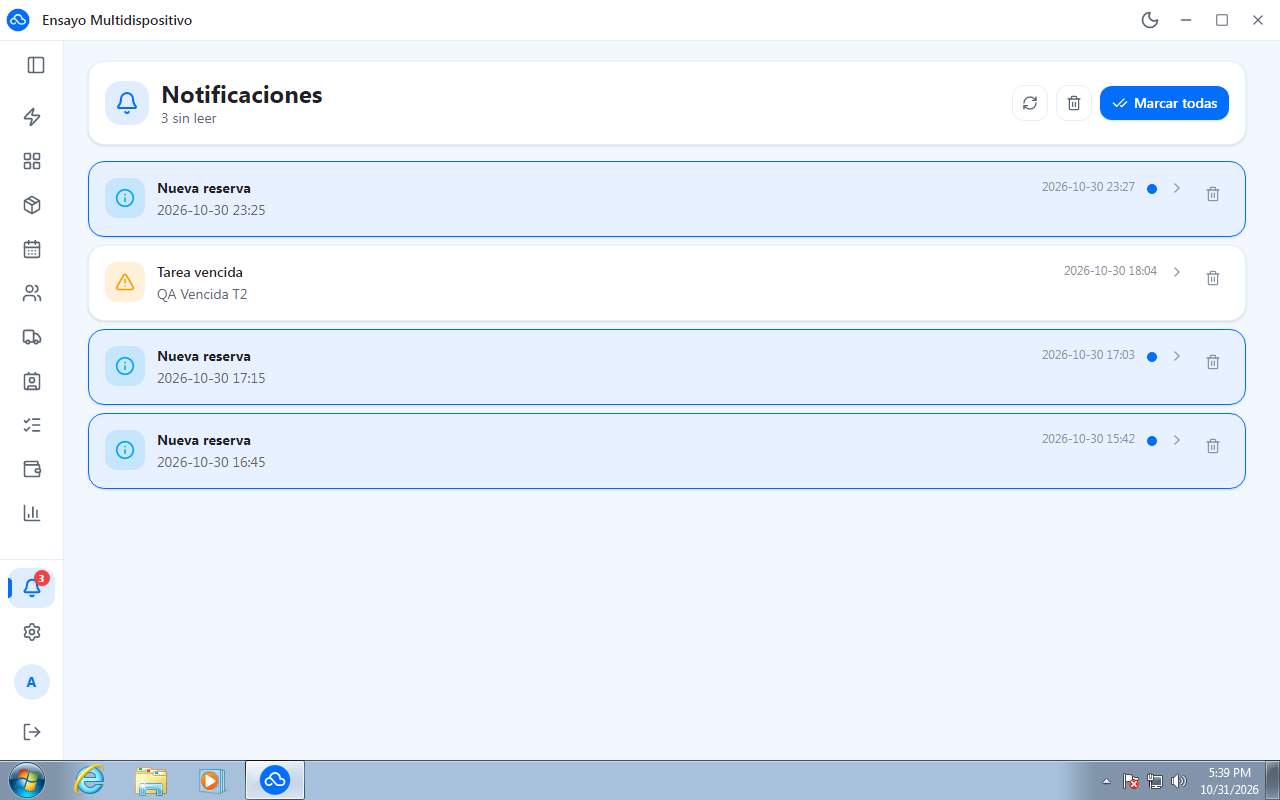 Ensayo Multidispositivo
Notificaciones
3 sin leer
Marcar todas
Nueva reserva
2026-10-30 23:25
2026-10-30 23:27
Tarea vencida
QA Vencida T2
2026-10-30 18:04
Nueva reserva
2026-10-30 17:15
2026-10-30 17:03
Nueva reserva
2026-10-30 16:45
2026-10-30 15:42
3
A
5:39 PM
10/31/2026